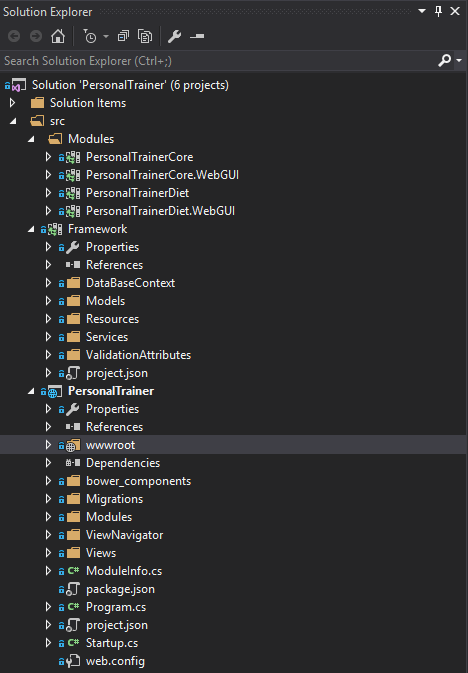 Solution Explorer
Search Solution Explorer (Ctrl+;)
Solution 'PersonalTrainer' (6 projects)
Solution Items
src
Modules
PersonalTrainerCore
PersonalTrainerCore.WebGUI
PersonalTrainerDiet
PersonalTrainerDiet.WebGUI
Framework
Properties
References
DataBaseContext
Models
Resources
Services
ValidationAttributes
project.json
PersonalTrainer
Properties
References
wwwroot
Dependencies
bower_components
Migrations
Modules
ViewNavigator
Views
C# ModuleInfo.cs
package.json
C# Program.cs
project.json
C# Startup.cs
web.config